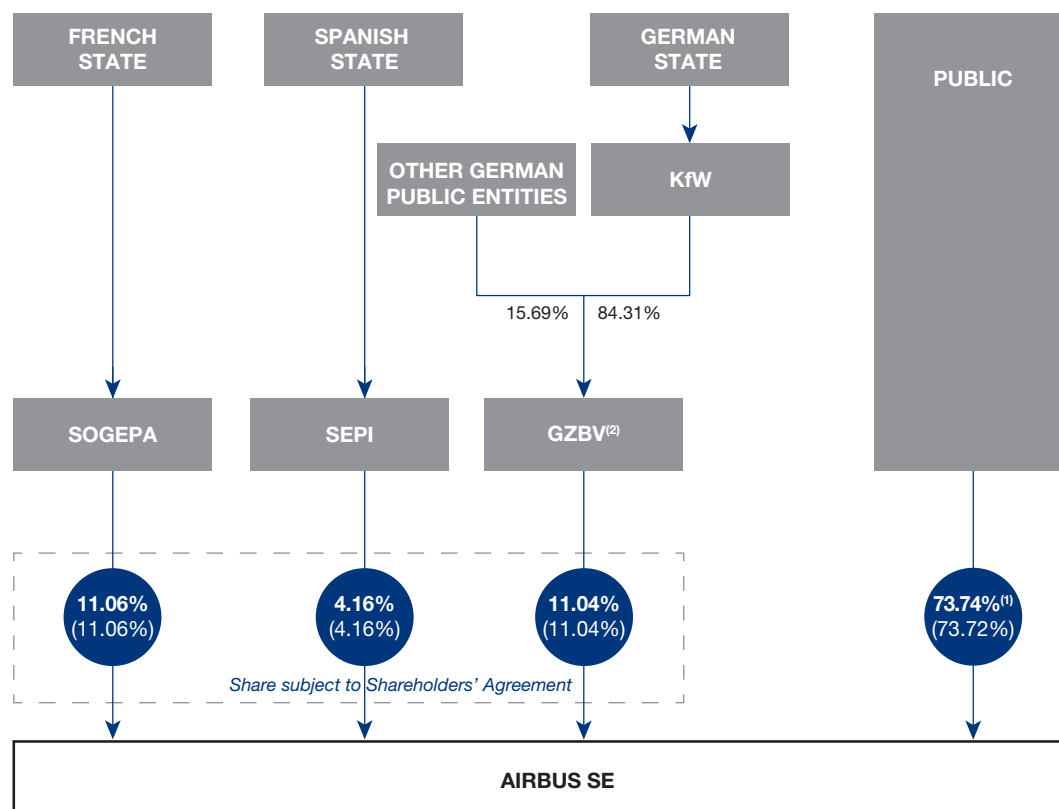 FRENCH
STATE
SPANISH
STATE
GERMAN
STATE
PUBLIC
OTHER GERMAN
PUBLIC ENTITIES
KfW
15.69%
84.31%
SOGEPA
SEPI
GZBV(2)
11.06%
(11.06%)
4.16%
(4.16%)
11.04%
(11.04%)
73.74%(1)
(73.72%)
Share subject to Shareholders’ Agreement
AIRBUS SE